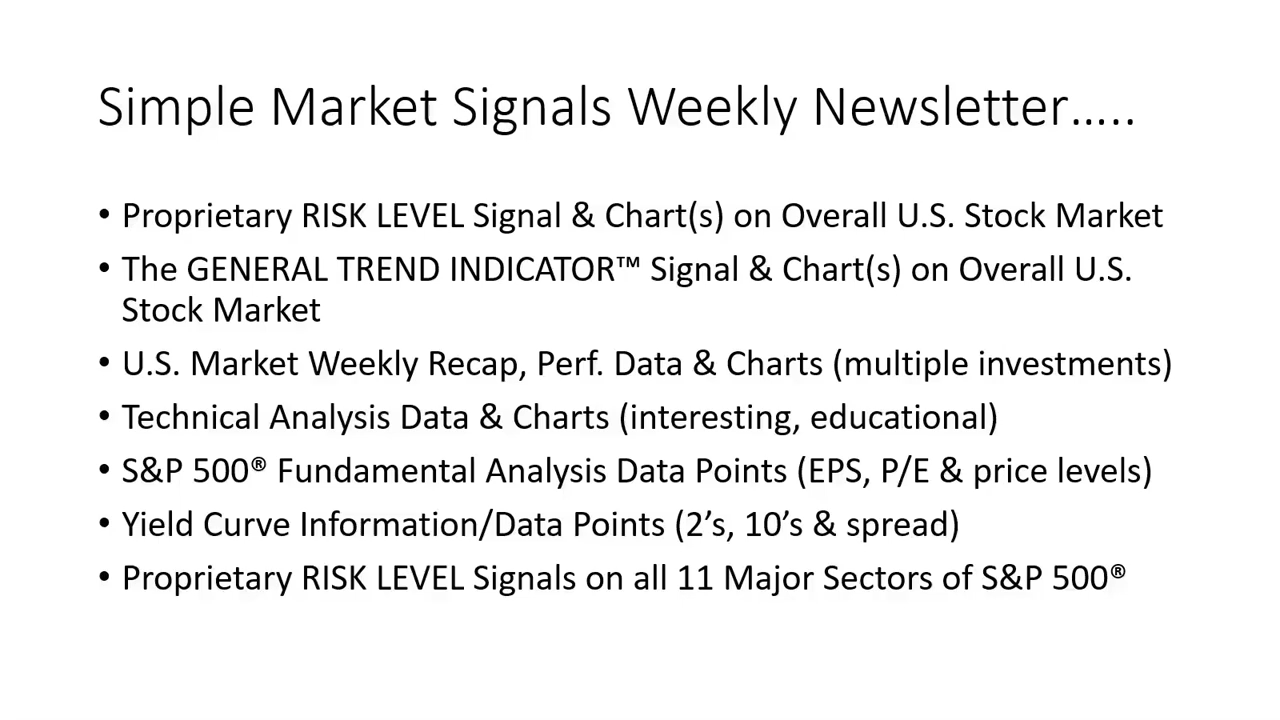 Simple Market Signals Weekly Newsletter…..
• Proprietary RISK LEVEL Signal & Chart(s) on Overall U.S. Stock Market
• The GENERAL TREND INDICATOR™ Signal & Chart(s) on Overall U.S.
Stock Market
• U.S. Market Weekly Recap, Perf. Data & Charts (multiple investments)
• Technical Analysis Data & Charts (interesting, educational)
• S&P 500® Fundamental Analysis Data Points (EPS, P/E & price levels)
• Yield Curve Information/Data Points (2’s, 10’s & spread)
• Proprietary RISK LEVEL Signals on all 11 Major Sectors of S&P 500®